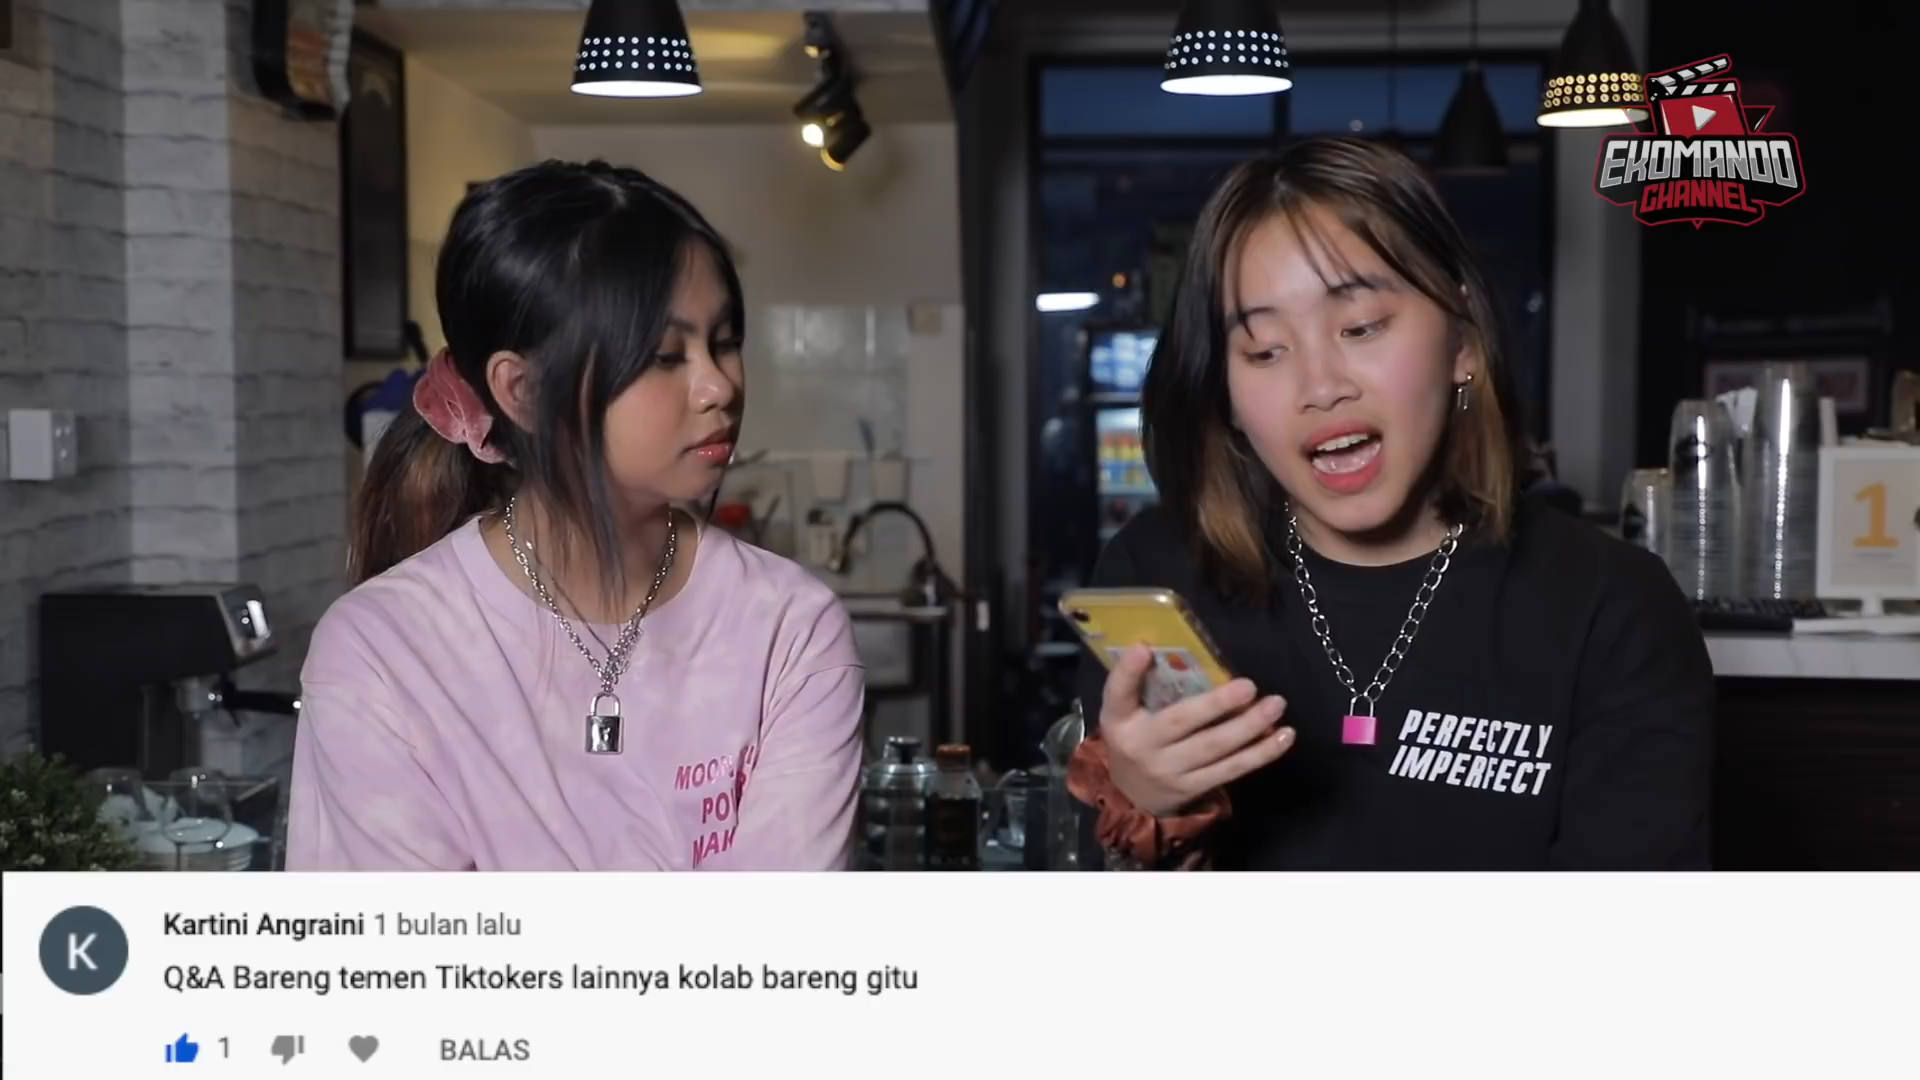 EKOMANDO
CHANNEL
1
PERFECTLY
IMPERFECT
MOON
Kartini Angraini 1 bulan lalu
K
Q&A Bareng temen Tiktokers lainnya kolab bareng gitu
1
BALAS